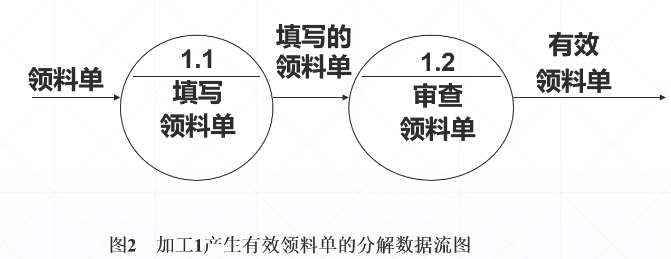 领料单
1.1
填写
领料单
填写的
领料单
1.2
审查
领料单
有效
领料单
图2 加工1产生有效领料单的分解数据流图